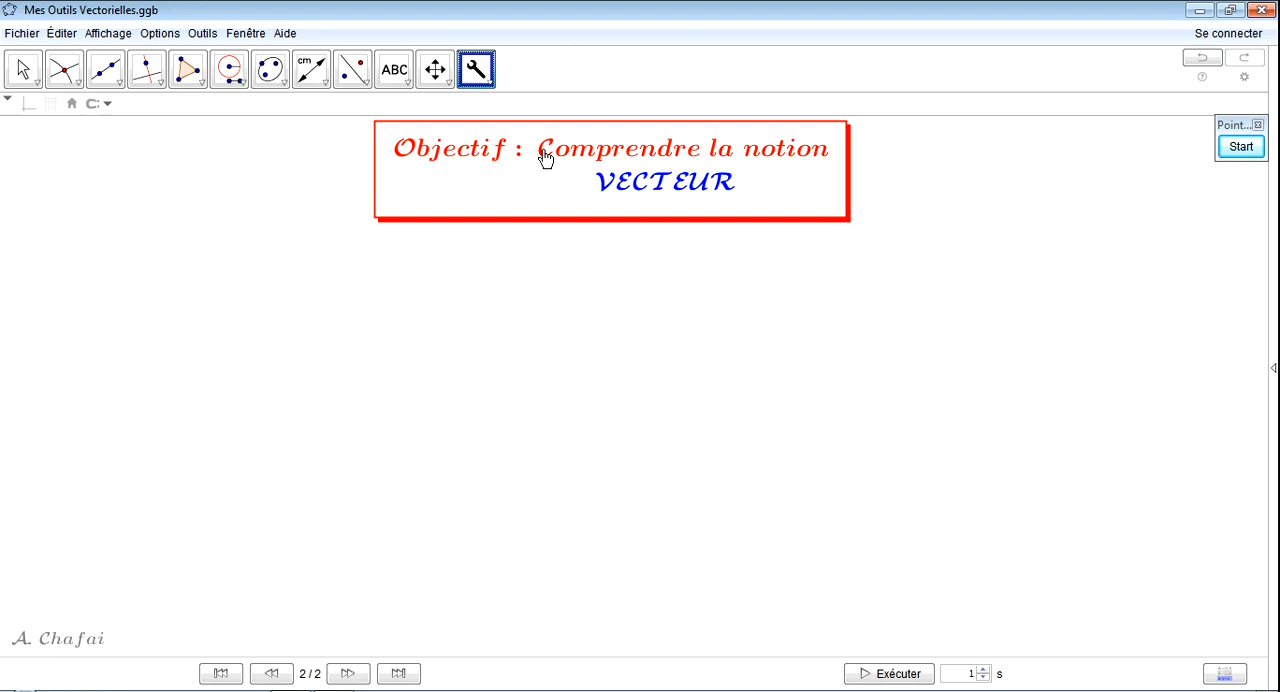 Mes Outils Vectorielles.ggb
Fichier Éditer Affichage Options Outils Fenêtre Aide
Se connecter
cm
ABC
Point...
Start
Objectif : Comprendre la notion
VECTEUR
A. Chafai
2 / 2
Exécuter
1 s